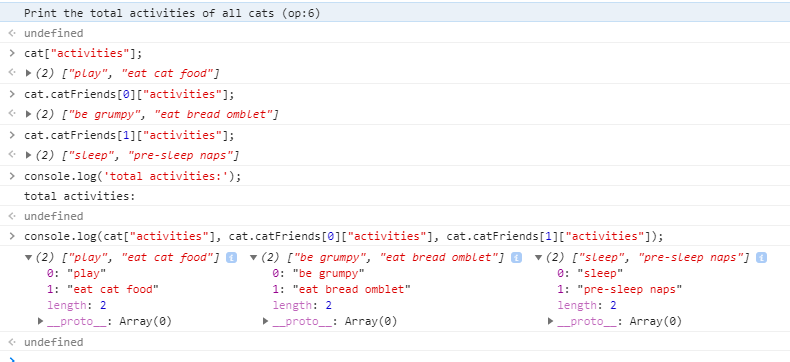 Print the total activities of all cats (op:6)
undefined
cat["activities"];
(2) ["play", "eat cat food"]
cat.catFriends[0]["activities"];
(2) ["be grumpy", "eat bread omblet"]
cat.catFriends[1]["activities"];
(2) ["sleep", "pre-sleep naps"]
console.log('total activities:');
total activities:
undefined
console.log(cat["activities"], cat.catFriends[0]["activities"], cat.catFriends[1]["activities"]);
(2) ["play", "eat cat food"] i (2) ["be grumpy", "eat bread omblet"] i (2) ["sleep", "pre-sleep naps"] i
0: "play" 0: "be grumpy" 0: "sleep"
1: "eat cat food" 1: "eat bread omblet" 1: "pre-sleep naps"
length: 2 length: 2 length: 2
__proto__: Array(0) __proto__: Array(0) __proto__: Array(0)
undefined